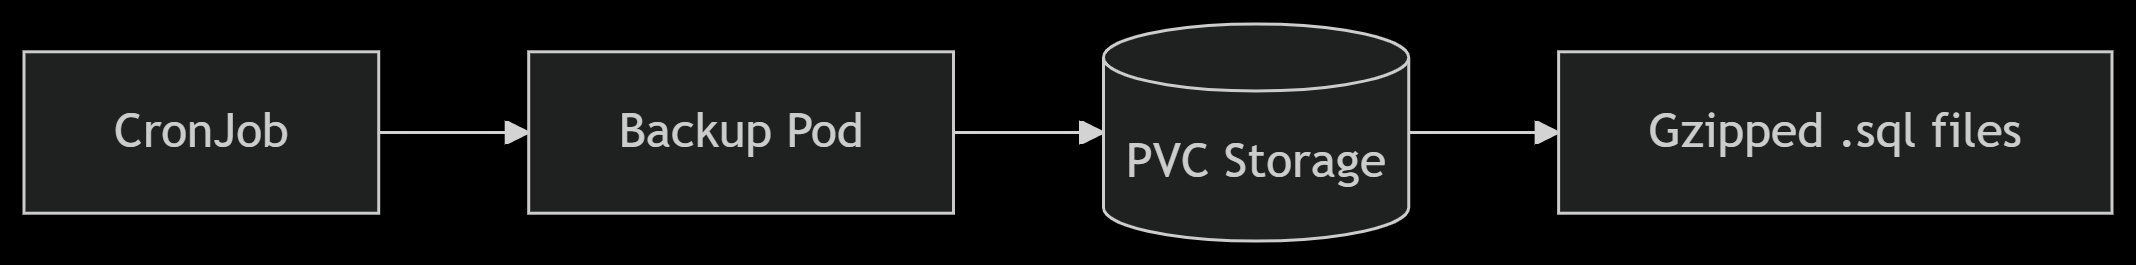 CronJob
Backup Pod
PVC Storage
Gzipped .sql files